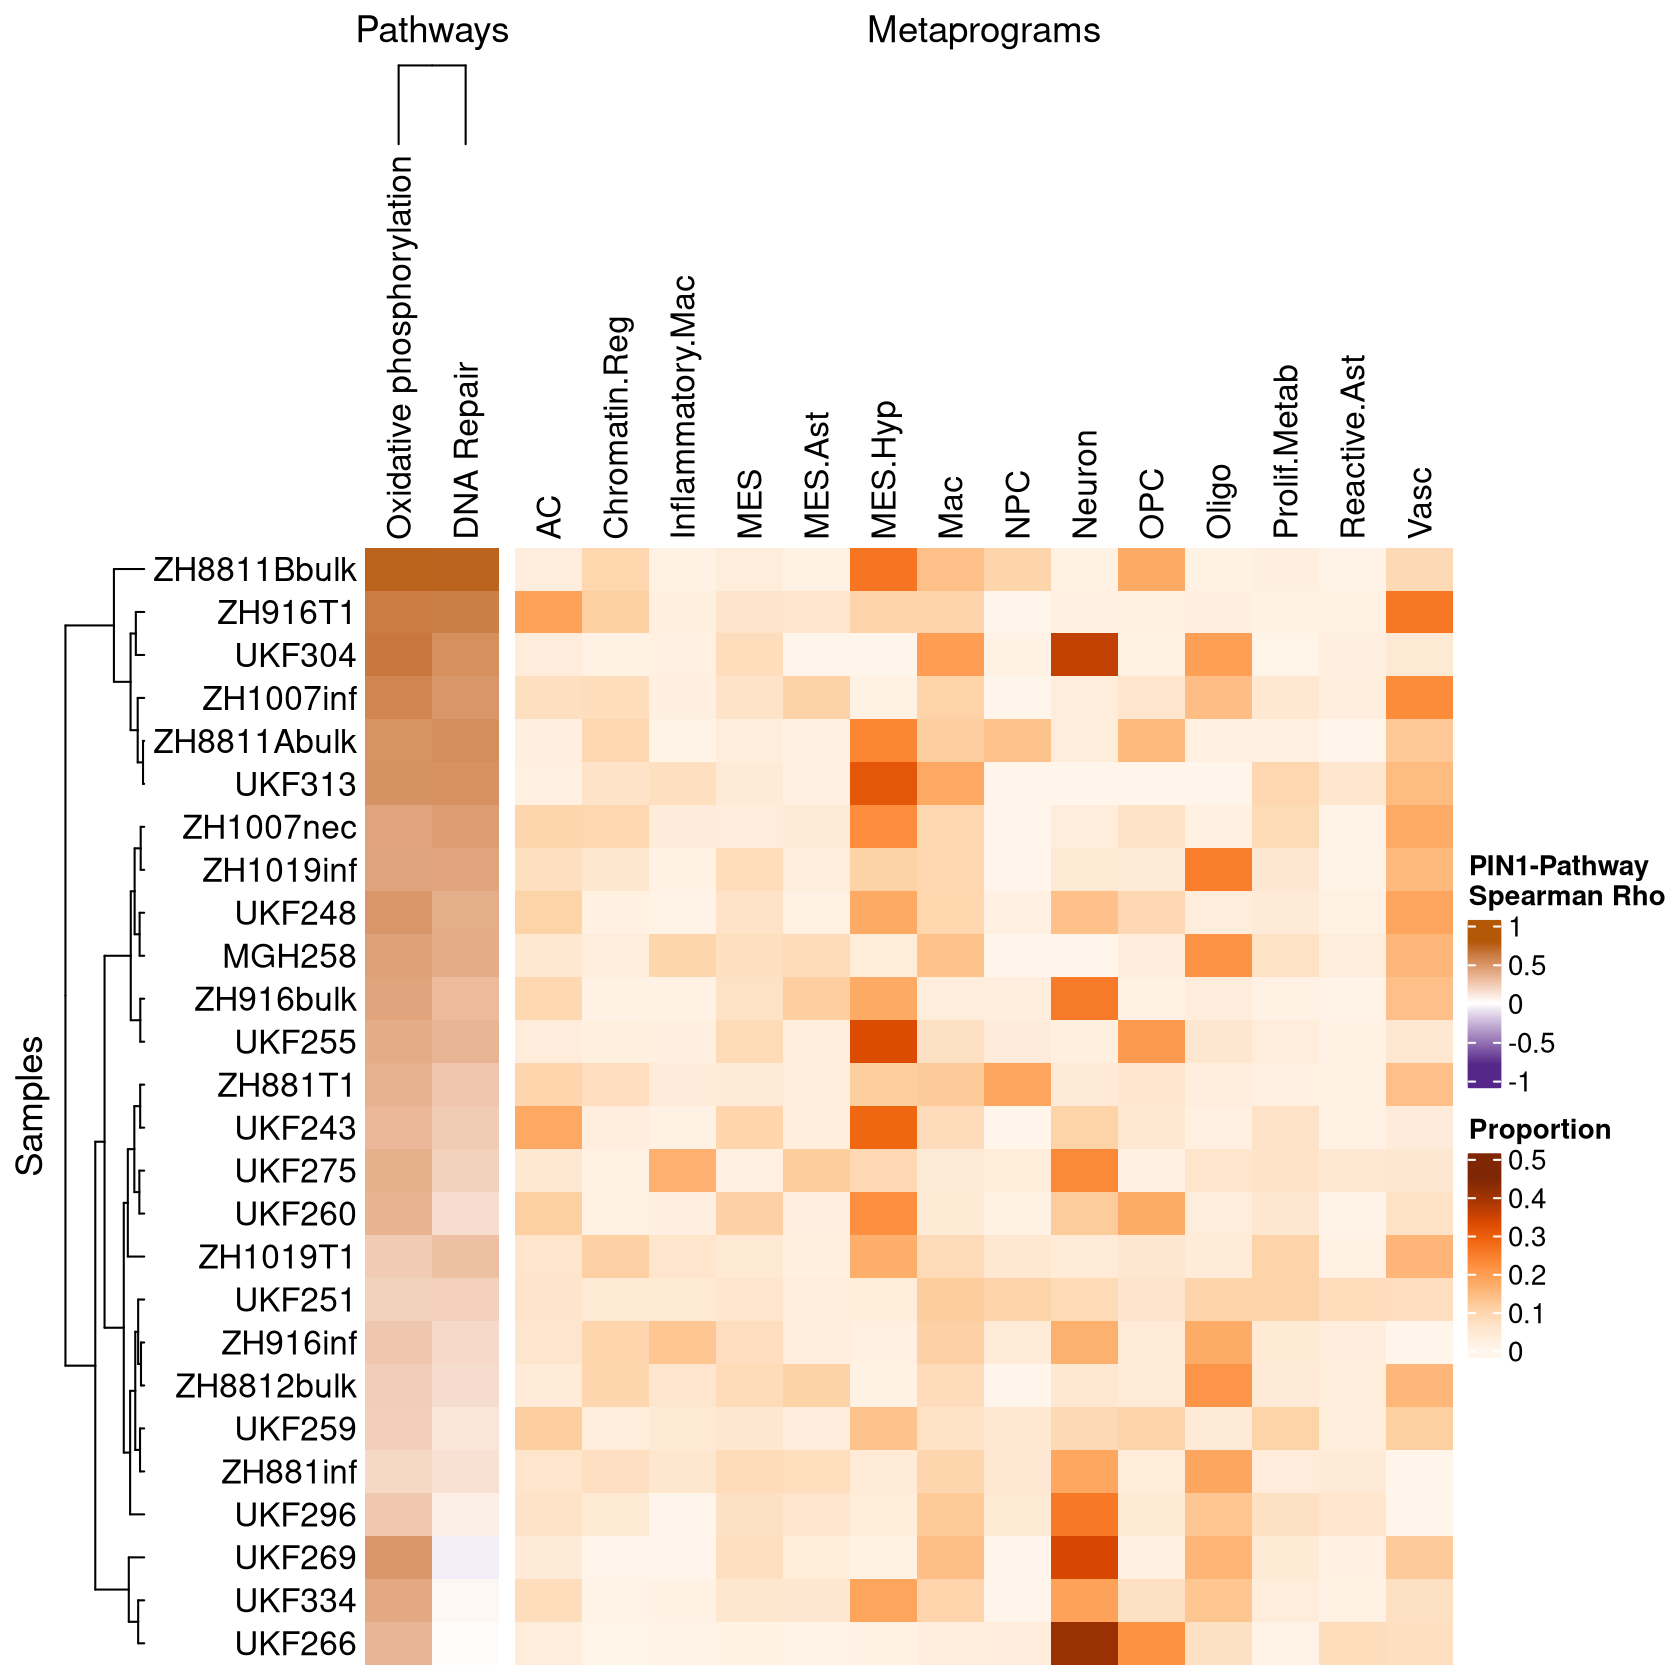 Pathways
Metaprograms
Oxidative phosphorylation
DNA Repair
AC
Chromatin.Reg
Inflammatory.Mac
MES
MES.Ast
MES.Hyp
Mac
NPC
Neuron
OPC
Oligo
Prolif.Metab
Reactive.Ast
Vasc
Samples
ZH8811Bbulk
ZH916T1
UKF304
ZH1007inf
ZH8811Abulk
UKF313
ZH1007nec
ZH1019inf
UKF248
MGH258
ZH916bulk
UKF255
ZH881T1
UKF243
UKF275
UKF260
ZH1019T1
UKF251
ZH916inf
ZH8812bulk
UKF259
ZH881inf
UKF296
UKF269
UKF334
UKF266
PIN1-Pathway
Spearman Rho
1
0.5
0
-0.5
-1
Proportion
0.5
0.4
0.3
0.2
0.1
0